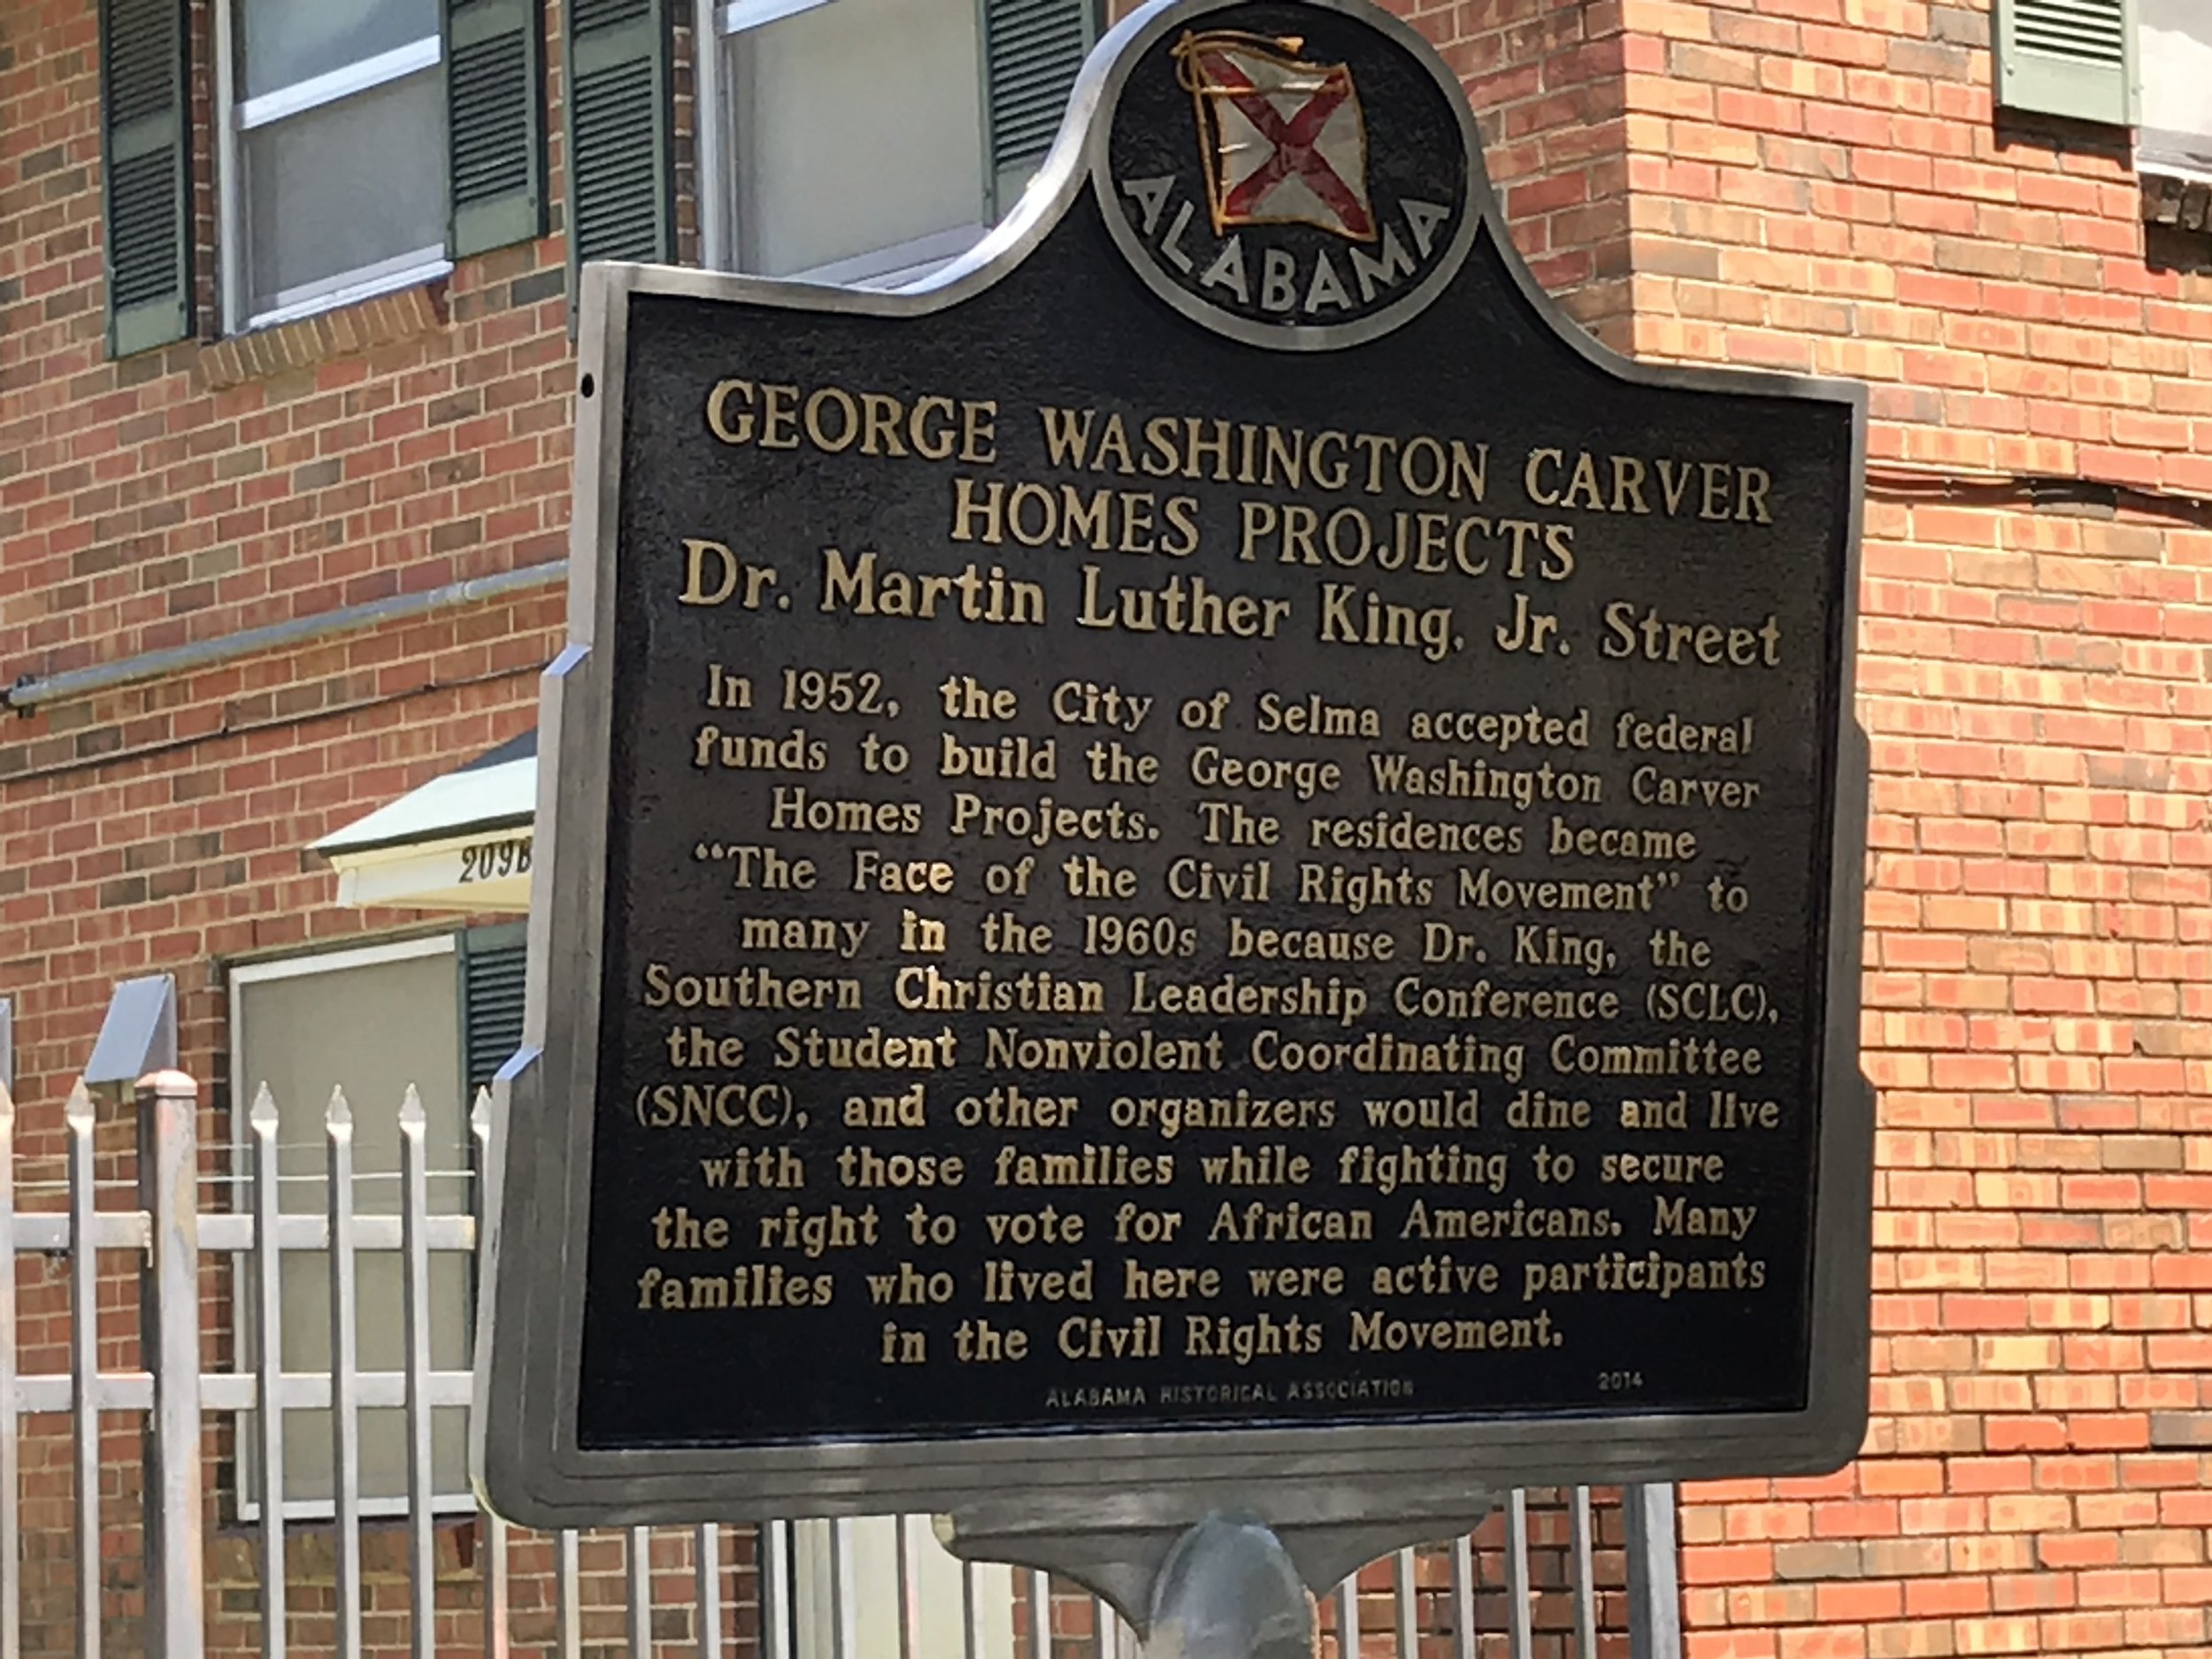 ALABAMA
GEORGE WASHINGTON CARVER
HOMES PROJECTS
Dr. Martin Luther King, Jr. Street
In 1952, the City of Selma accepted federal
funds to build the George Washington Carver
Homes Projects. The residences became
“The Face of the Civil Rights Movement” to
many in the 1960s because Dr. King, the
Southern Christian Leadership Conference (SCLC),
the Student Nonviolent Coordinating Committee
(SNCC), and other organizers would dine and live
with those families while fighting to secure
the right to vote for African Americans. Many
families who lived here were active participants
in the Civil Rights Movement.
ALABAMA HISTORICAL ASSOCIATION 2014
209B